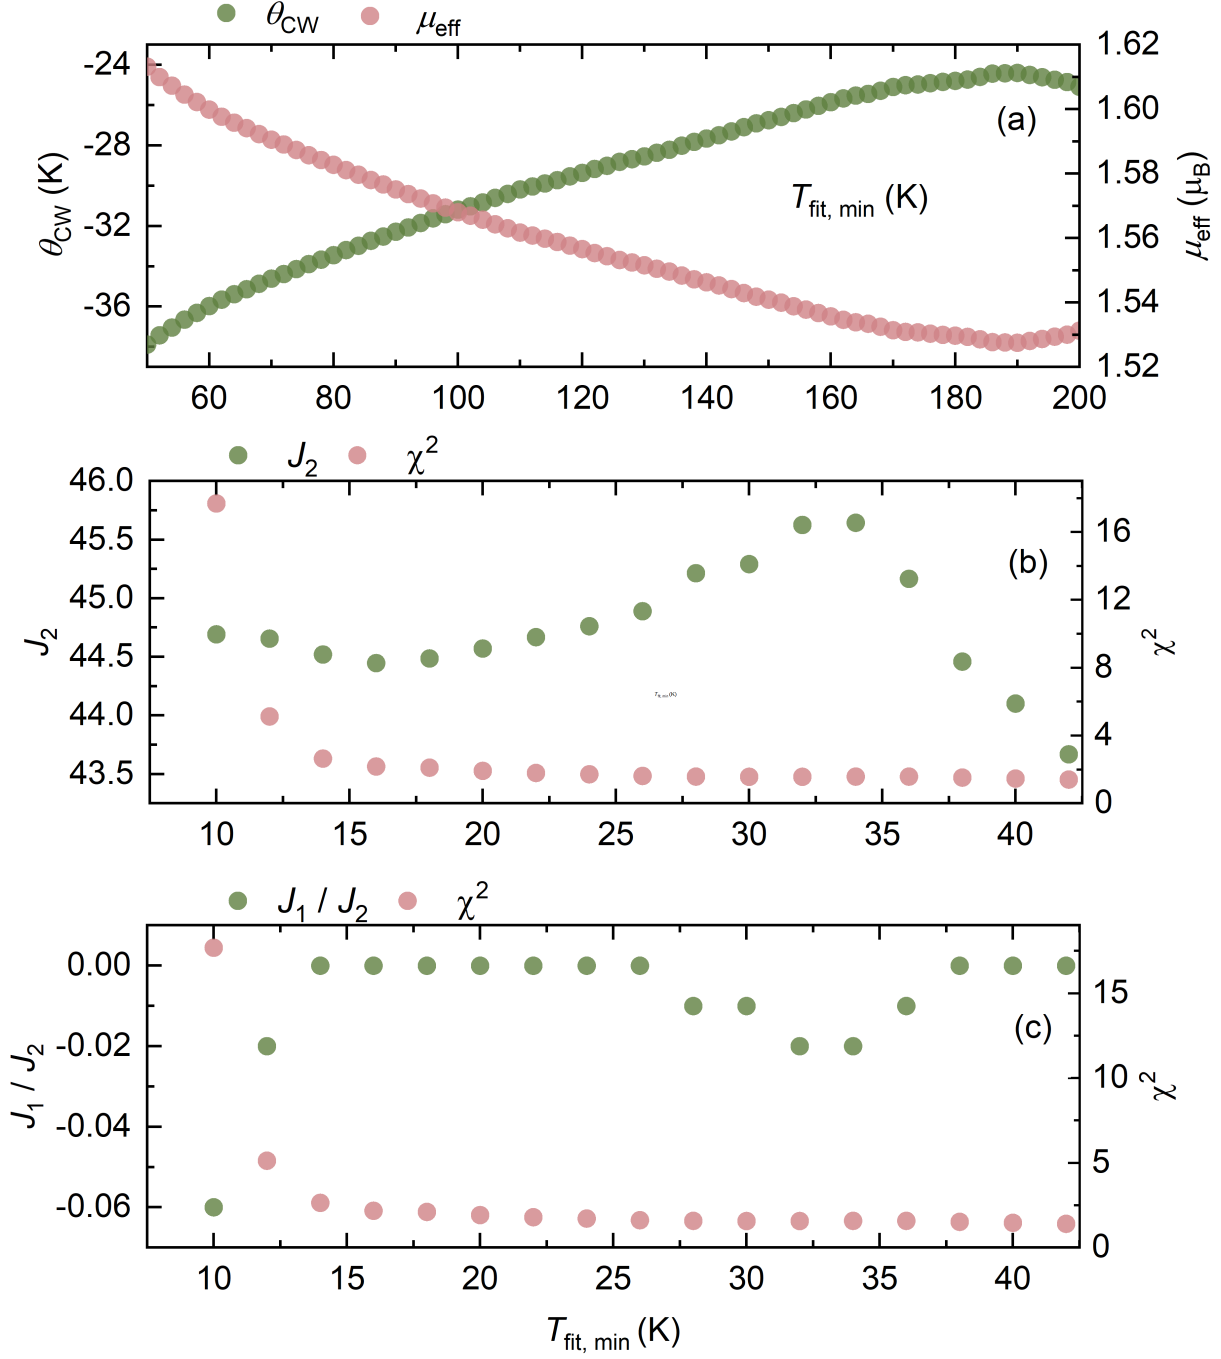 θCW μeff
-24
-28
-32
-36
θCW (K)
1.62
1.60
1.58
1.56
1.54
1.52
μeff (μB)
(a)
Tfit, min (K)
60 80 100 120 140 160 180 200
J2 χ2
46.0
45.5
45.0
44.5
44.0
43.5
J2
16
12
8
4
0
χ2
(b)
Tfit, min (K)
10 15 20 25 30 35 40
J1 / J2 χ2
0.00
-0.02
-0.04
-0.06
J1 / J2
15
10
5
0
χ2
(c)
10 15 20 25 30 35 40
Tfit, min (K)